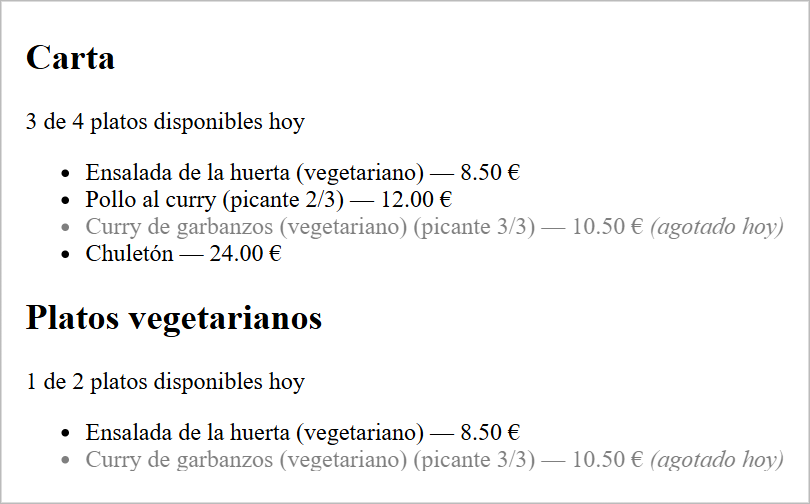 Carta
3 de 4 platos disponibles hoy
Ensalada de la huerta (vegetariano) — 8.50 €
Pollo al curry (picante 2/3) — 12.00 €
Curry de garbanzos (vegetariano) (picante 3/3) — 10.50 € (agotado hoy)
Chuletón — 24.00 €
Platos vegetarianos
1 de 2 platos disponibles hoy
Ensalada de la huerta (vegetariano) — 8.50 €
Curry de garbanzos (vegetariano) (picante 3/3) — 10.50 € (agotado hoy)